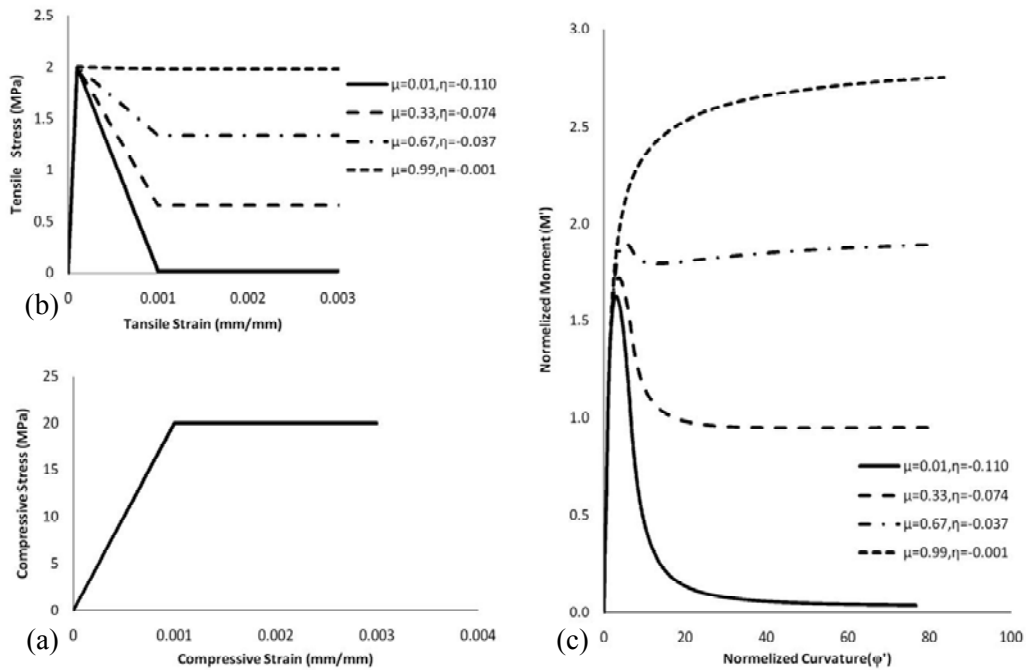 (b)
Tensile Stress (MPa)
2.5
2
1.5
1
0.5
0
0
0.001
0.002
0.003
Tansile Strain (mm/mm)
μ=0.01,η=-0.110
μ=0.33,η=-0.074
μ=0.67,η=-0.037
μ=0.99,η=-0.001
(a)
Compressive Stress (MPa)
25
20
15
10
5
0
0
0.001
0.002
0.003
0.004
Compressive Strain (mm/mm)
(c)
Normelized Moment (M')
3.0
2.5
2.0
1.5
1.0
0.5
0.0
0
20
40
60
80
100
Normelized Curvature(φ')
μ=0.01,η=-0.110
μ=0.33,η=-0.074
μ=0.67,η=-0.037
μ=0.99,η=-0.001